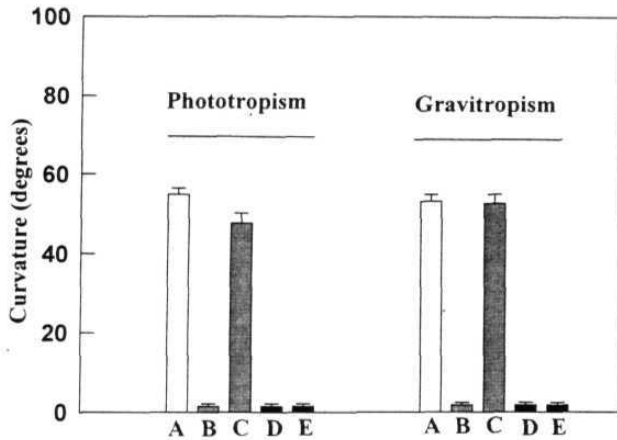 100
80
60
40
20
0
Curvature (degrees)
Phototropism
Gravitropism
A B C D E
A B C D E